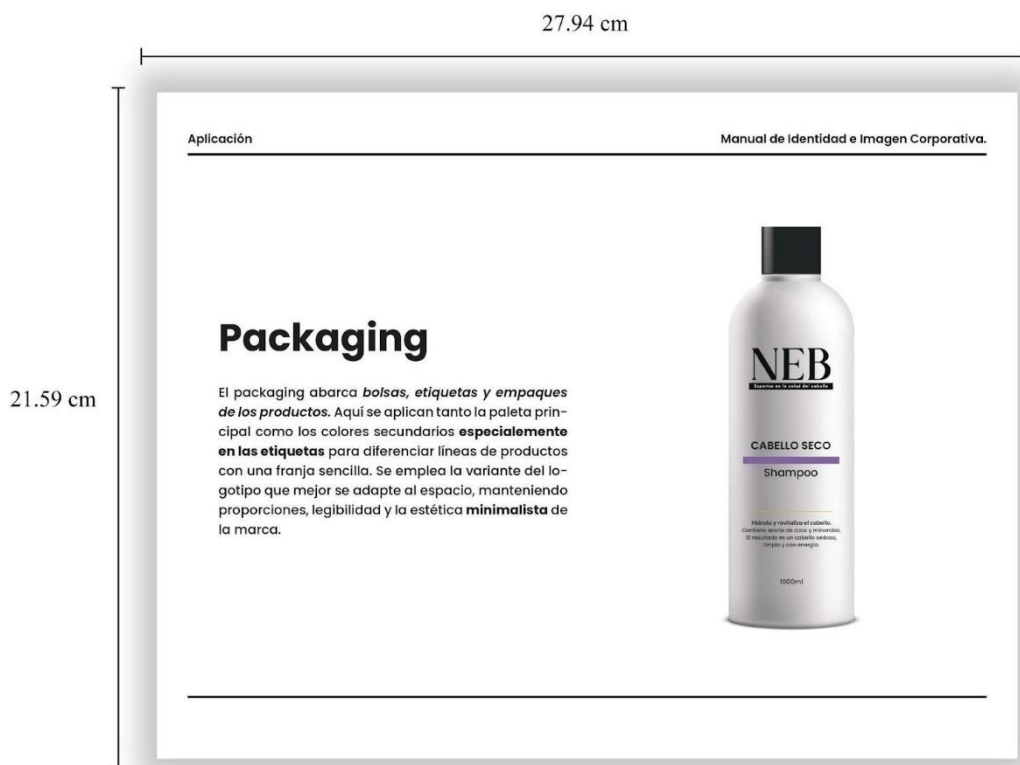 27.94 cm
21.59 cm
Aplicación
Manual de Identidad e Imagen Corporativa.
Packaging
El packaging abarca bolsas, etiquetas y empaques
de los productos. Aquí se aplican tanto la paleta prin-
cipal como los colores secundarios especialmente
en las etiquetas para diferenciar líneas de productos
con una franja sencilla. Se emplea la variante del lo-
gotipo que mejor se adapte al espacio, manteniendo
proporciones, legibilidad y la estética minimalista de
la marca.
NEB
Expertos en la salud del cabello
CABELLO SECO
Shampoo
Hidrata y revitaliza el cabello.
Contiene aceite de coco y minerales.
El resultado es un cabello sedoso,
limpio y con energía.
1000ml